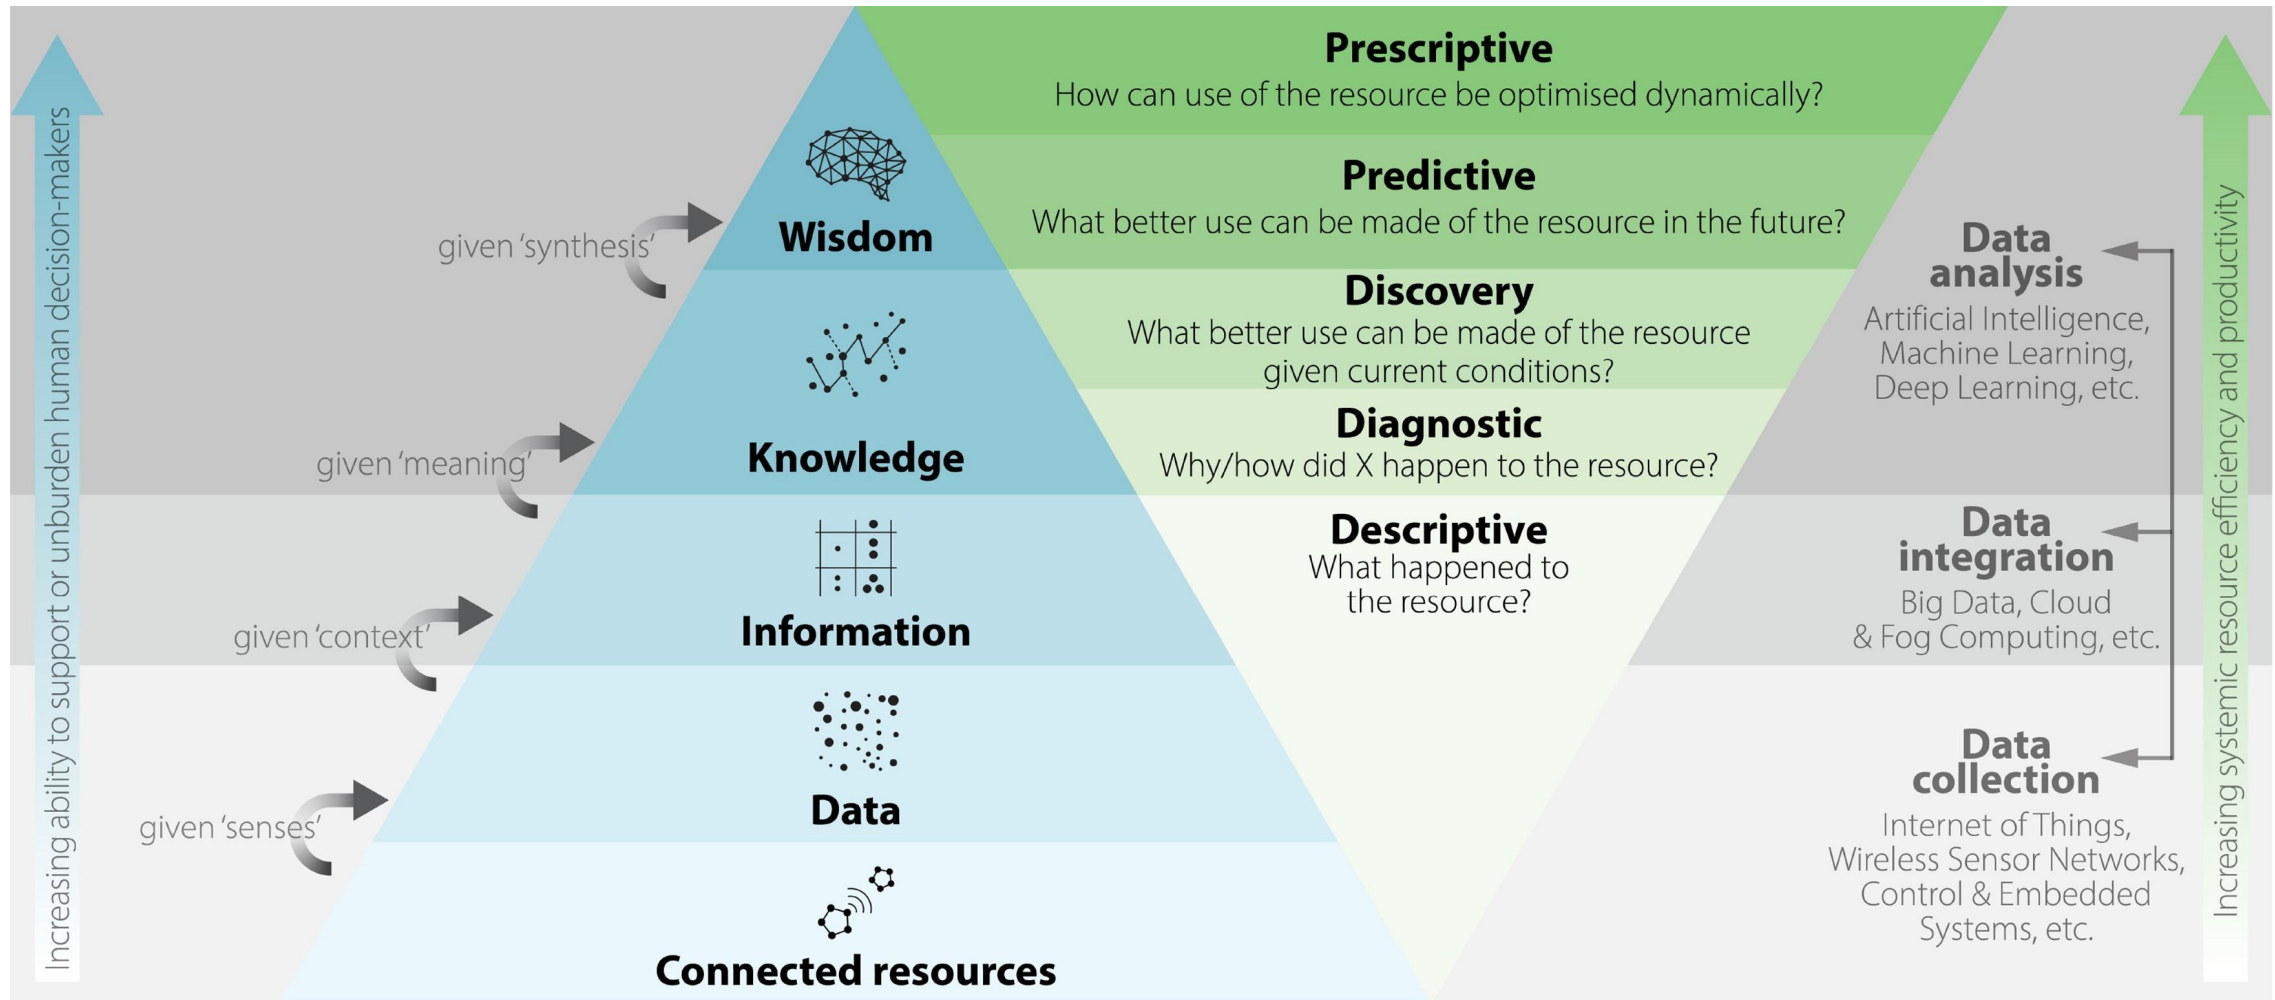 Increasing ability to support or unburden human decision-makers
given ‘synthesis’
given ‘meaning’
given ‘context’
given ‘senses’
Wisdom
Knowledge
Information
Data
Connected resources
Prescriptive
How can use of the resource be optimised dynamically?
Predictive
What better use can be made of the resource in the future?
Discovery
What better use can be made of the resource
given current conditions?
Diagnostic
Why/how did X happen to the resource?
Descriptive
What happened to
the resource?
Data
analysis
Artificial Intelligence,
Machine Learning,
Deep Learning, etc.
Data
integration
Big Data, Cloud
& Fog Computing, etc.
Data
collection
Internet of Things,
Wireless Sensor Networks,
Control & Embedded
Systems, etc.
Increasing systemic resource efficiency and productivity